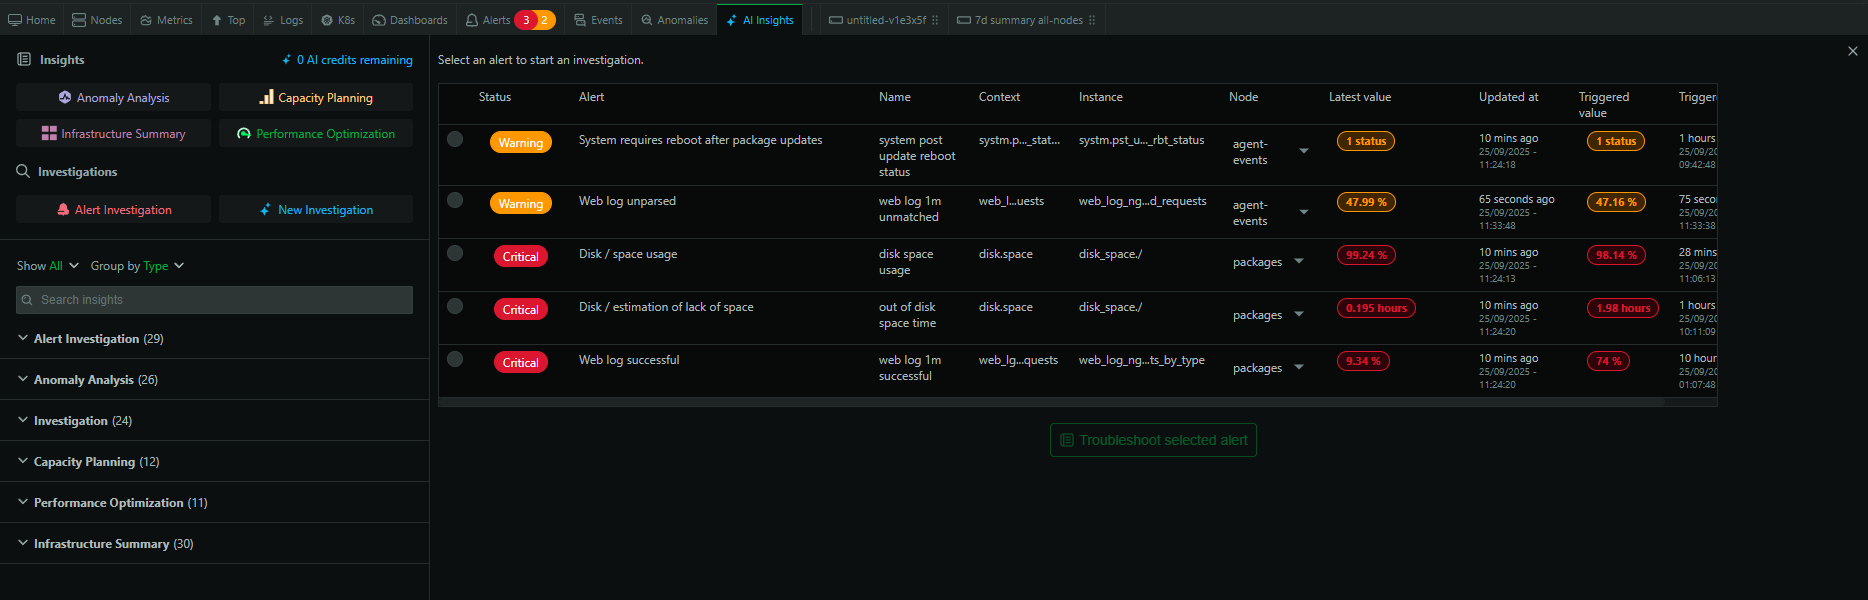 Home Nodes Metrics Top Logs K8s Dashboards Alerts 3 2 Events Anomalies AI Insights untitled-v1e3x5f 7d summary all-nodes
Insights
0 AI credits remaining
Anomaly Analysis
Capacity Planning
Infrastructure Summary
Performance Optimization
Investigations
Alert Investigation
New Investigation
Show All Group by Type
Search insights
Alert Investigation (29)
Anomaly Analysis (26)
Investigation (24)
Capacity Planning (12)
Performance Optimization (11)
Infrastructure Summary (30)
Select an alert to start an investigation.
Status
Alert
Name
Context
Instance
Node
Latest value
Updated at
Triggered
value
Trigger
Warning
System requires reboot after package updates
system post
update reboot
status
systm.p..._stat...
systm.pst_u..._rbt_status
agent-
events
1 status
10 mins ago
25/09/2025 -
11:24:18
1 status
1 hours
25/09/20
09:42:48
Warning
Web log unparsed
web log 1m
unmatched
web_l...uests
web_log_ng...d_requests
agent-
events
47.99 %
65 seconds ago
25/09/2025 -
11:33:48
47.16 %
75 seco
25/09/20
11:33:38
Critical
Disk / space usage
disk space
usage
disk.space
disk_space./
packages
99.24 %
10 mins ago
25/09/2025 -
11:24:13
98.14 %
28 mins
25/09/20
11:06:13
Critical
Disk / estimation of lack of space
out of disk
space time
disk.space
disk_space./
packages
0.195 hours
10 mins ago
25/09/2025 -
11:24:20
1.98 hours
1 hours
25/09/20
10:11:09
Critical
Web log successful
web log 1m
successful
web_lg...quests
web_log_ng...ts_by_type
packages
9.34 %
10 mins ago
25/09/2025 -
11:24:20
74 %
10 hour
25/09/20
01:07:48
Troubleshoot selected alert